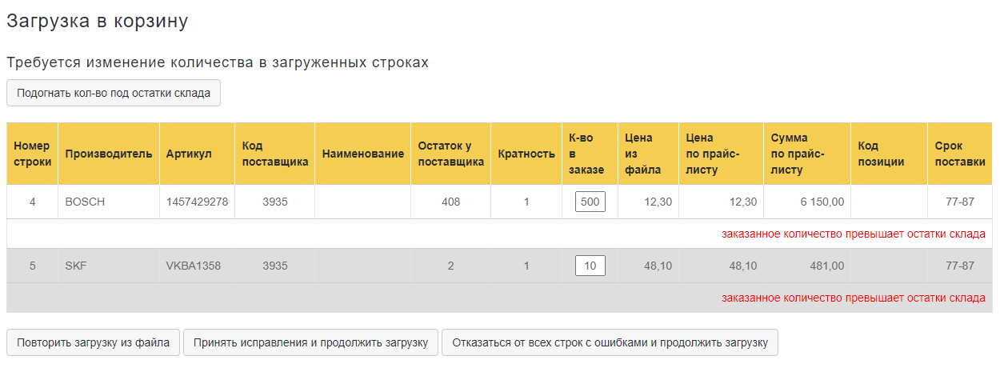 Загрузка в корзину
Требуется изменение количества в загруженных строках
Подогнать кол-во под остатки склада
Номер строки Производитель Артикул Код поставщика Наименование Остаток у поставщика Кратность К-во в заказе Цена из файла Цена по прайс-листу Сумма по прайс-листу Код позиции Срок поставки
4 BOSCH 1457429278 3935 408 1 500 12,30 12,30 6 150,00 77-87
заказанное количество превышает остатки склада
5 SKF VKBA1358 3935 2 1 10 48,10 48,10 481,00 77-87
заказанное количество превышает остатки склада
Повторить загрузку из файла Принять исправления и продолжить загрузку Отказаться от всех строк с ошибками и продолжить загрузку